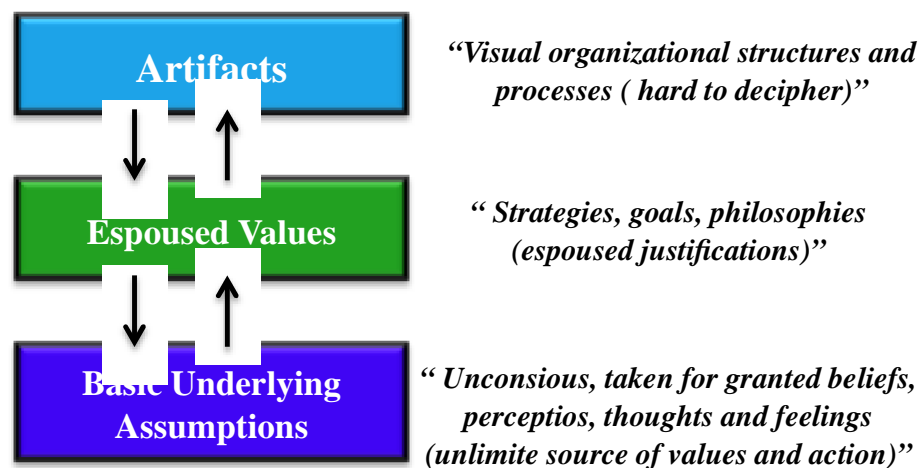 Artifacts
“Visual organizational structures and
processes ( hard to decipher)”
Espoused Values
“ Strategies, goals, philosophies
(espoused justifications)”
Basic Underlying
Assumptions
“ Unconsious, taken for granted beliefs,
perceptios, thoughts and feelings
(unlimite source of values and action)”